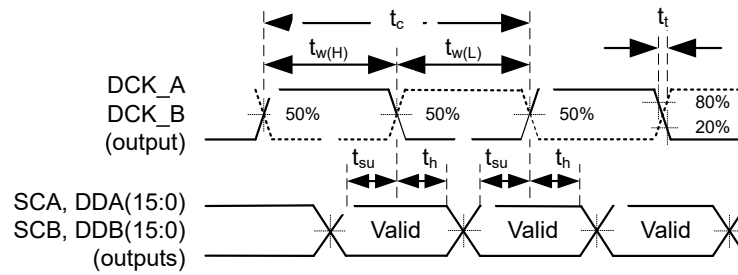 tc
tw(H) tw(L) tt
DCK_A
DCK_B
(output)
50% 50% 50% 80%
20%
tsu th tsu th
SCA, DDA(15:0)
SCB, DDB(15:0)
(outputs)
Valid Valid Valid